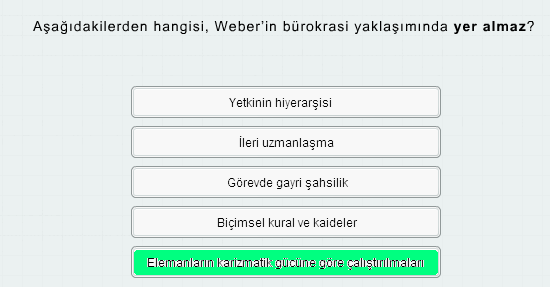 Aşağıdakilerden hangisi, Weber'in bürokrasi yaklaşımında yer almaz?
Yetkinin hiyerarşisi
İleri uzmanlaşma
Görevde gayri şahsilik
Biçimsel kural ve kaideler
Elemanların karizmatik gücüne göre çalıştırılmaları